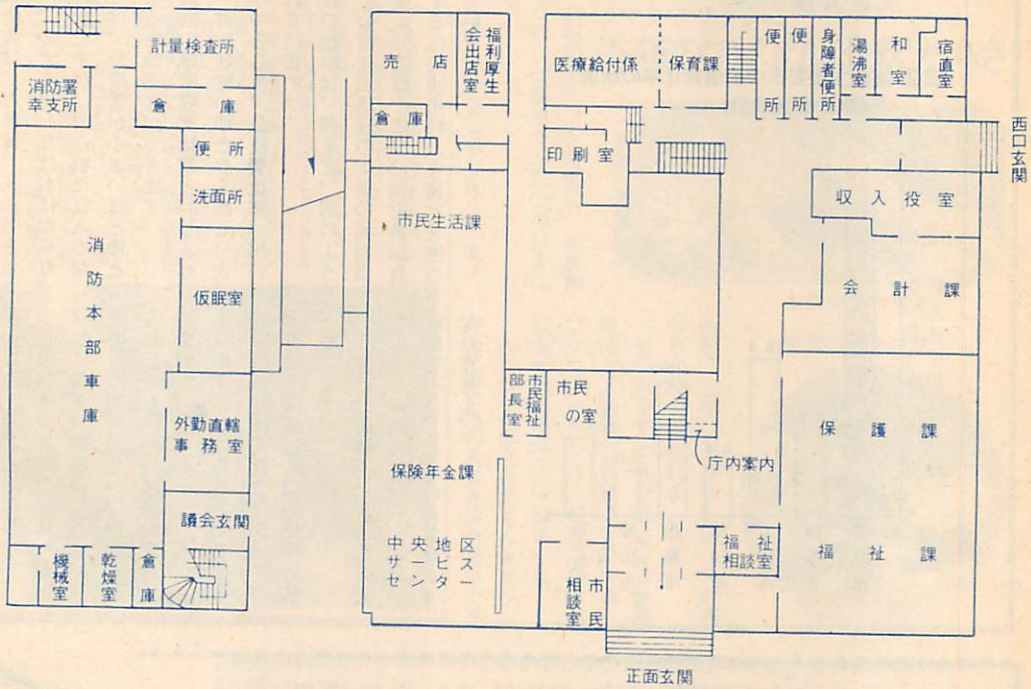 計量検査所
消防署
幸支所
倉庫
便所
洗面所
仮眠室
消防本部車庫
外勤直轄
事務室
議会玄関
機械室
乾燥室
倉庫
売店
福利厚生
会出店室
倉庫
市民生活課
保険年金課
中央地区
サービス
センター
市民福祉
部長室
市民
の室
市民
相談室
医療給付係
保育課
印刷室
便所
便所
身障者便所
湯沸室
和室
宿直室
西口玄関
収入役室
会計課
保護課
庁内案内
福祉
相談室
福祉課
正面玄関